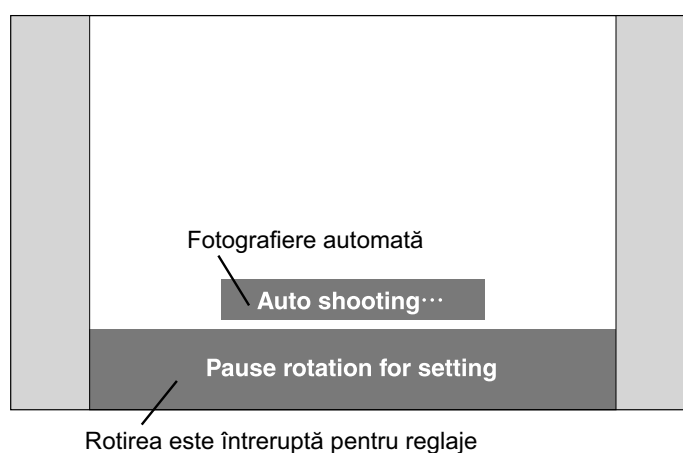 Fotografiere automată
Auto shooting···
Pause rotation for setting
Rotirea este întreruptă pentru reglaje